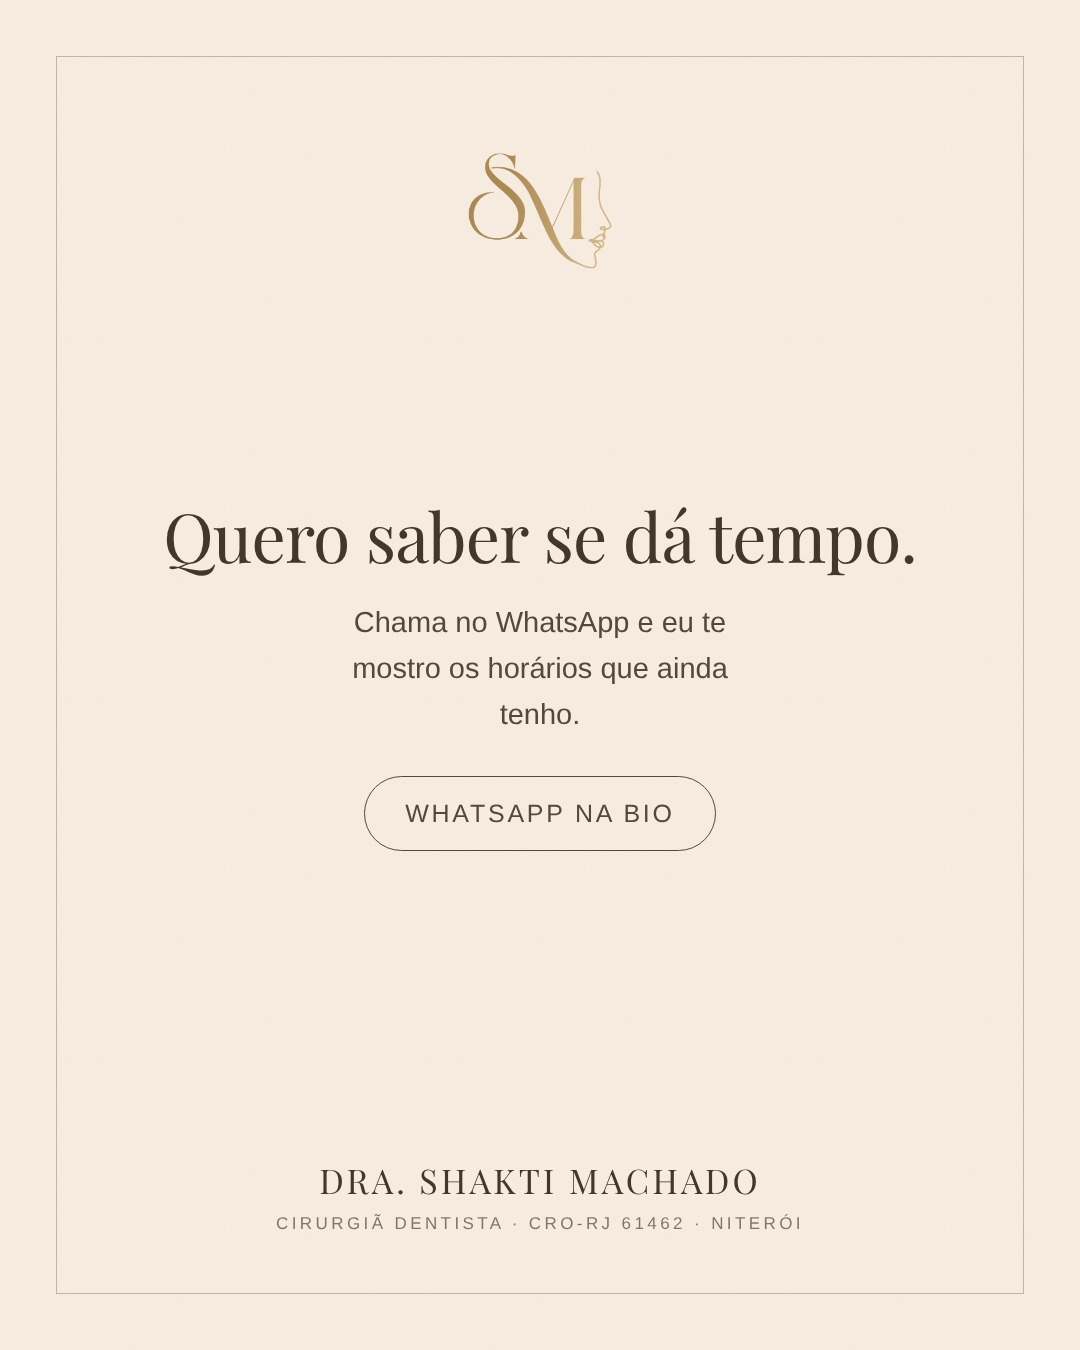 SM
Quero saber se dá tempo.
Chama no WhatsApp e eu te
mostro os horários que ainda
tenho.
WHATSAPP NA BIO
DRA. SHAKTI MACHADO
CIRURGIÃ DENTISTA · CRO-RJ 61462 · NITERÓI